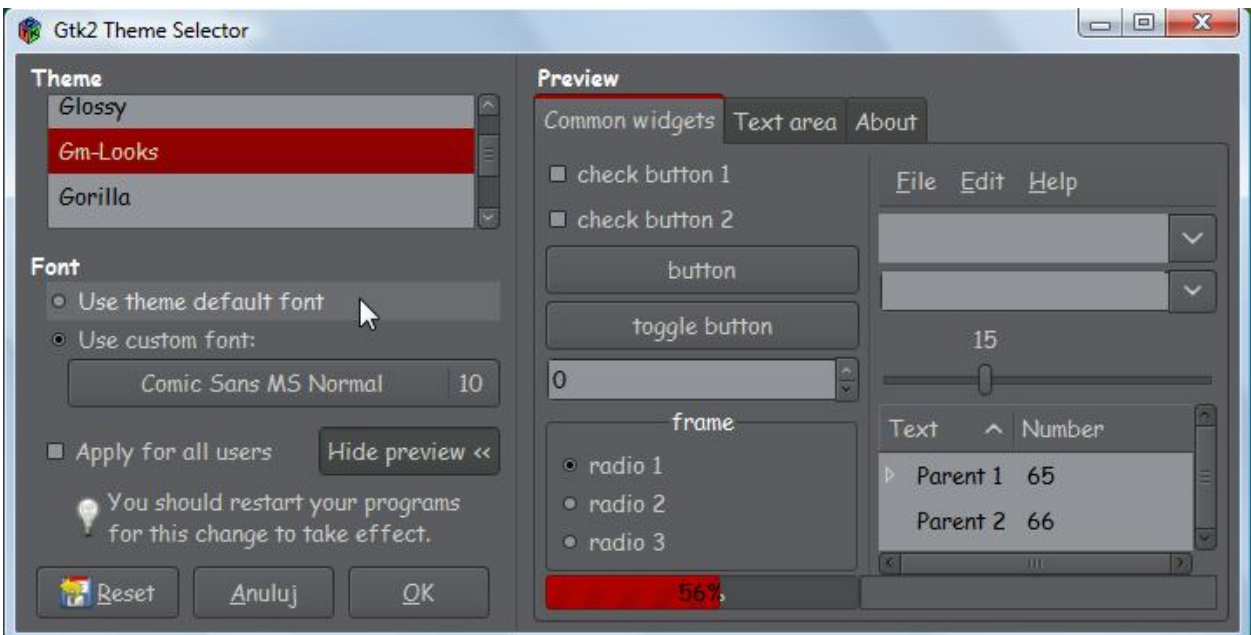 Gtk2 Theme Selector
Theme
Glossy
Gm-Looks
Gorilla
Font
Use theme default font
Use custom font:
Comic Sans MS Normal 10
Apply for all users
Hide preview <<
You should restart your programs
for this change to take effect.
Reset
Anuluj
OK
Preview
Common widgets
Text area
About
check button 1
check button 2
button
toggle button
0
frame
radio 1
radio 2
radio 3
56%
File Edit Help
15
Text Number
Parent 1 65
Parent 2 66